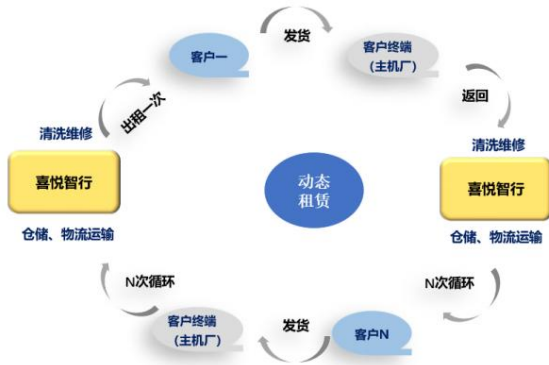 发货
客户一
客户终端
（主机厂）
出租一次
返回
清洗维修
喜悦智行
仓储、物流运输
动态
租赁
清洗维修
喜悦智行
仓储、物流运输
N次循环
N次循环
客户终端
（主机厂）
发货
客户N